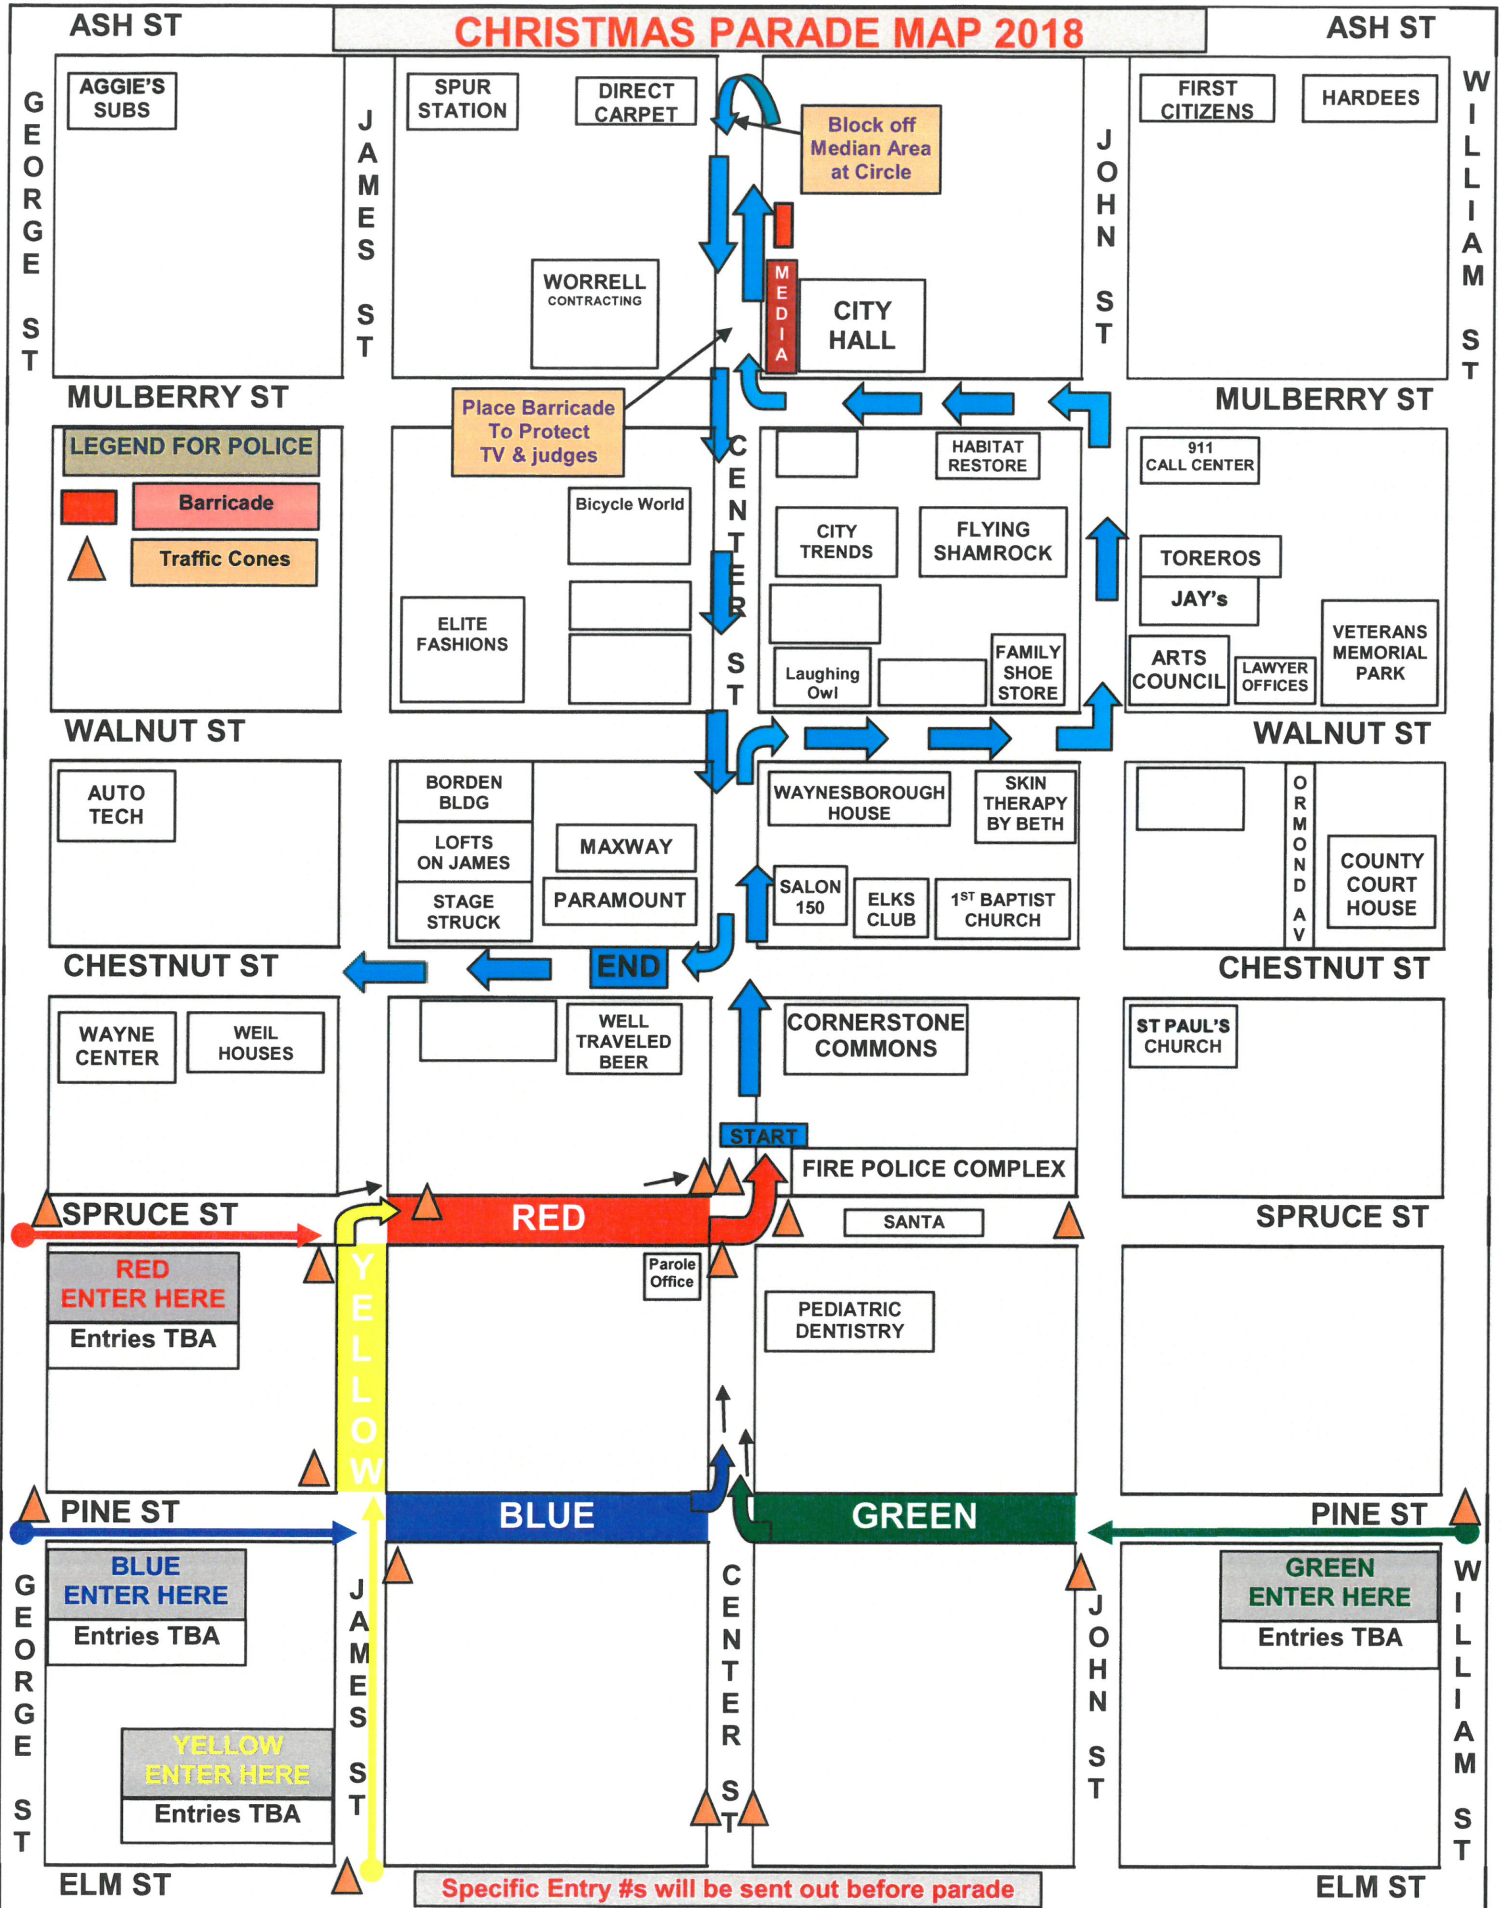 ASH ST
CHRISTMAS PARADE MAP 2018
ASH ST
GEORGE ST
AGGIE'S
SUBS
JAMES ST
SPUR
STATION
DIRECT
CARPET
Block off
Median Area
at Circle
JOHN ST
FIRST
CITIZENS
HARDEES
WILLIAM ST
WORRELL
CONTRACTING
MEDIA
CITY
HALL
MULBERRY ST
MULBERRY ST
Place Barricade
To Protect
TV & judges
LEGEND FOR POLICE
Barricade
Traffic Cones
CENTER ST
Bicycle World
ELITE
FASHIONS
HABITAT
RESTORE
CITY
TRENDS
FLYING
SHAMROCK
Laughing
Owl
FAMILY
SHOE
STORE
911
CALL CENTER
TOREROS
JAY's
ARTS
COUNCIL
LAWYER
OFFICES
VETERANS
MEMORIAL
PARK
WALNUT ST
WALNUT ST
AUTO
TECH
BORDEN
BLDG
LOFTS
ON JAMES
STAGE
STRUCK
MAXWAY
PARAMOUNT
WAYNESBOROUGH
HOUSE
SKIN
THERAPY
BY BETH
SALON
150
ELKS
CLUB
1ST BAPTIST
CHURCH
ORMOND AV
COUNTY
COURT
HOUSE
CHESTNUT ST
END
CHESTNUT ST
WAYNE
CENTER
WEIL
HOUSES
WELL
TRAVELED
BEER
CORNERSTONE
COMMONS
ST PAUL'S
CHURCH
START
FIRE POLICE COMPLEX
SPRUCE ST
RED
SANTA
SPRUCE ST
RED
ENTER HERE
Entries TBA
YELLOW
Parole
Office
PEDIATRIC
DENTISTRY
PINE ST
BLUE
GREEN
PINE ST
GEORGE ST
BLUE
ENTER HERE
Entries TBA
JAMES ST
CENTER ST
JOHN ST
GREEN
ENTER HERE
Entries TBA
WILLIAM ST
YELLOW
ENTER HERE
Entries TBA
ELM ST
Specific Entry #s will be sent out before parade
ELM ST